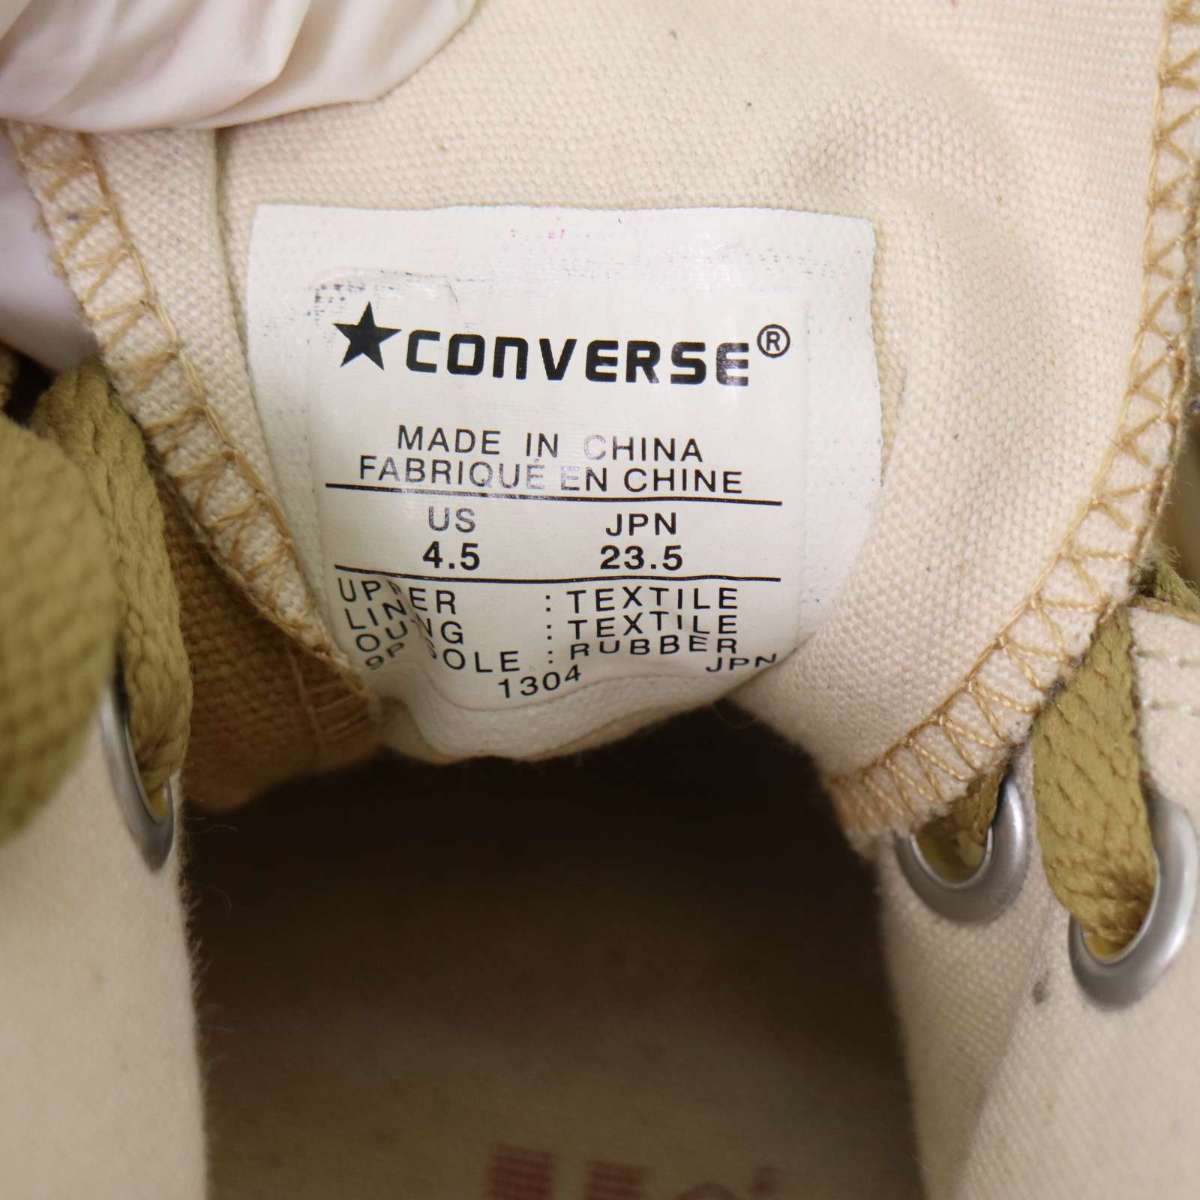 ★CONVERSE®
MADE IN CHINA
FABRIQUÉ EN CHINE
US JPN
4.5 23.5
UPPER : TEXTILE
LINING : TEXTILE
OUTSOLE : RUBBER
1304 JPN